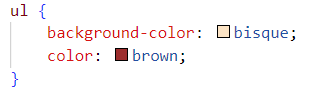 ul {
background-color: bisque;
color: brown;
}